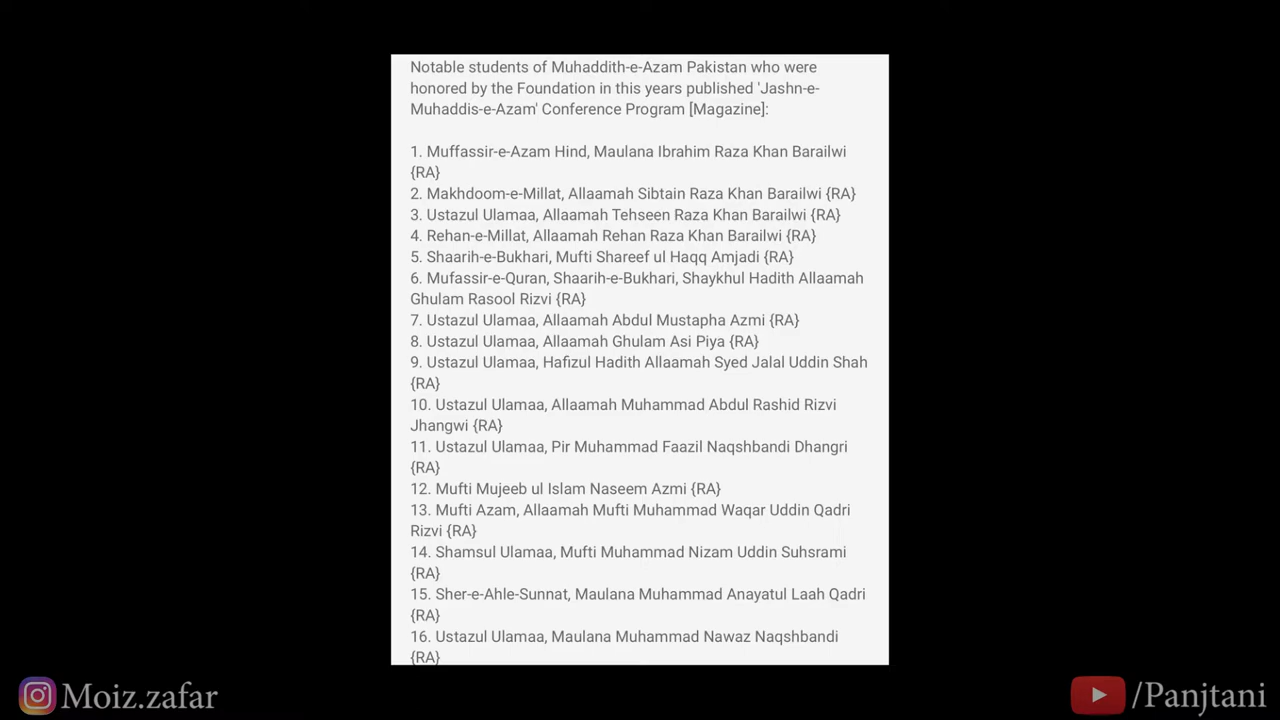 Notable students of Muhaddith-e-Azam Pakistan who were
honored by the Foundation in this years published 'Jashn-e-
Muhaddis-e-Azam' Conference Program [Magazine]:
1. Muffassir-e-Azam Hind, Maulana Ibrahim Raza Khan Barailwi
{RA}
2. Makhdoom-e-Millat, Allaamah Sibtain Raza Khan Barailwi {RA}
3. Ustazul Ulamaa, Allaamah Tehseen Raza Khan Barailwi {RA}
4. Rehan-e-Millat, Allaamah Rehan Raza Khan Barailwi {RA}
5. Shaarih-e-Bukhari, Mufti Shareef ul Haqq Amjadi {RA}
6. Mufassir-e-Quran, Shaarih-e-Bukhari, Shaykhul Hadith Allaamah
Ghulam Rasool Rizvi {RA}
7. Ustazul Ulamaa, Allaamah Abdul Mustapha Azmi {RA}
8. Ustazul Ulamaa, Allaamah Ghulam Asi Piya {RA}
9. Ustazul Ulamaa, Hafizul Hadith Allaamah Syed Jalal Uddin Shah
{RA}
10. Ustazul Ulamaa, Allaamah Muhammad Abdul Rashid Rizvi
Jhangwi {RA}
11. Ustazul Ulamaa, Pir Muhammad Faazil Naqshbandi Dhangri
{RA}
12. Mufti Mujeeb ul Islam Naseem Azmi {RA}
13. Mufti Azam, Allaamah Mufti Muhammad Waqar Uddin Qadri
Rizvi {RA}
14. Shamsul Ulamaa, Mufti Muhammad Nizam Uddin Suhsrami
{RA}
15. Sher-e-Ahle-Sunnat, Maulana Muhammad Anayatul Laah Qadri
{RA}
16. Ustazul Ulamaa, Maulana Muhammad Nawaz Naqshbandi
{RA}
Moiz.zafar
/Panjtani